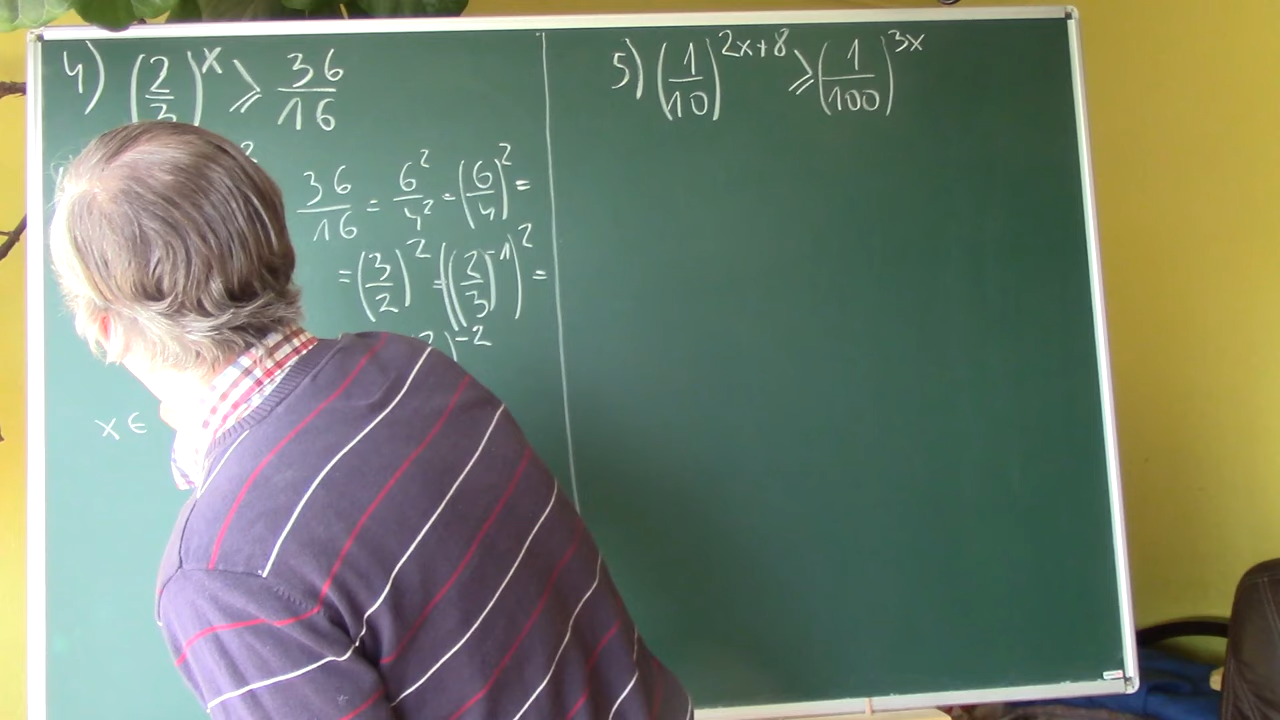 4) (2/3)^x ⩾ 36/16
36/16 = 6²/4² = (6/4)² =
= (3/2)² = ((2/3)^-1)² =
)^-2
x ∈
5) (1/10)^2x+8 ⩾ (1/100)^3x